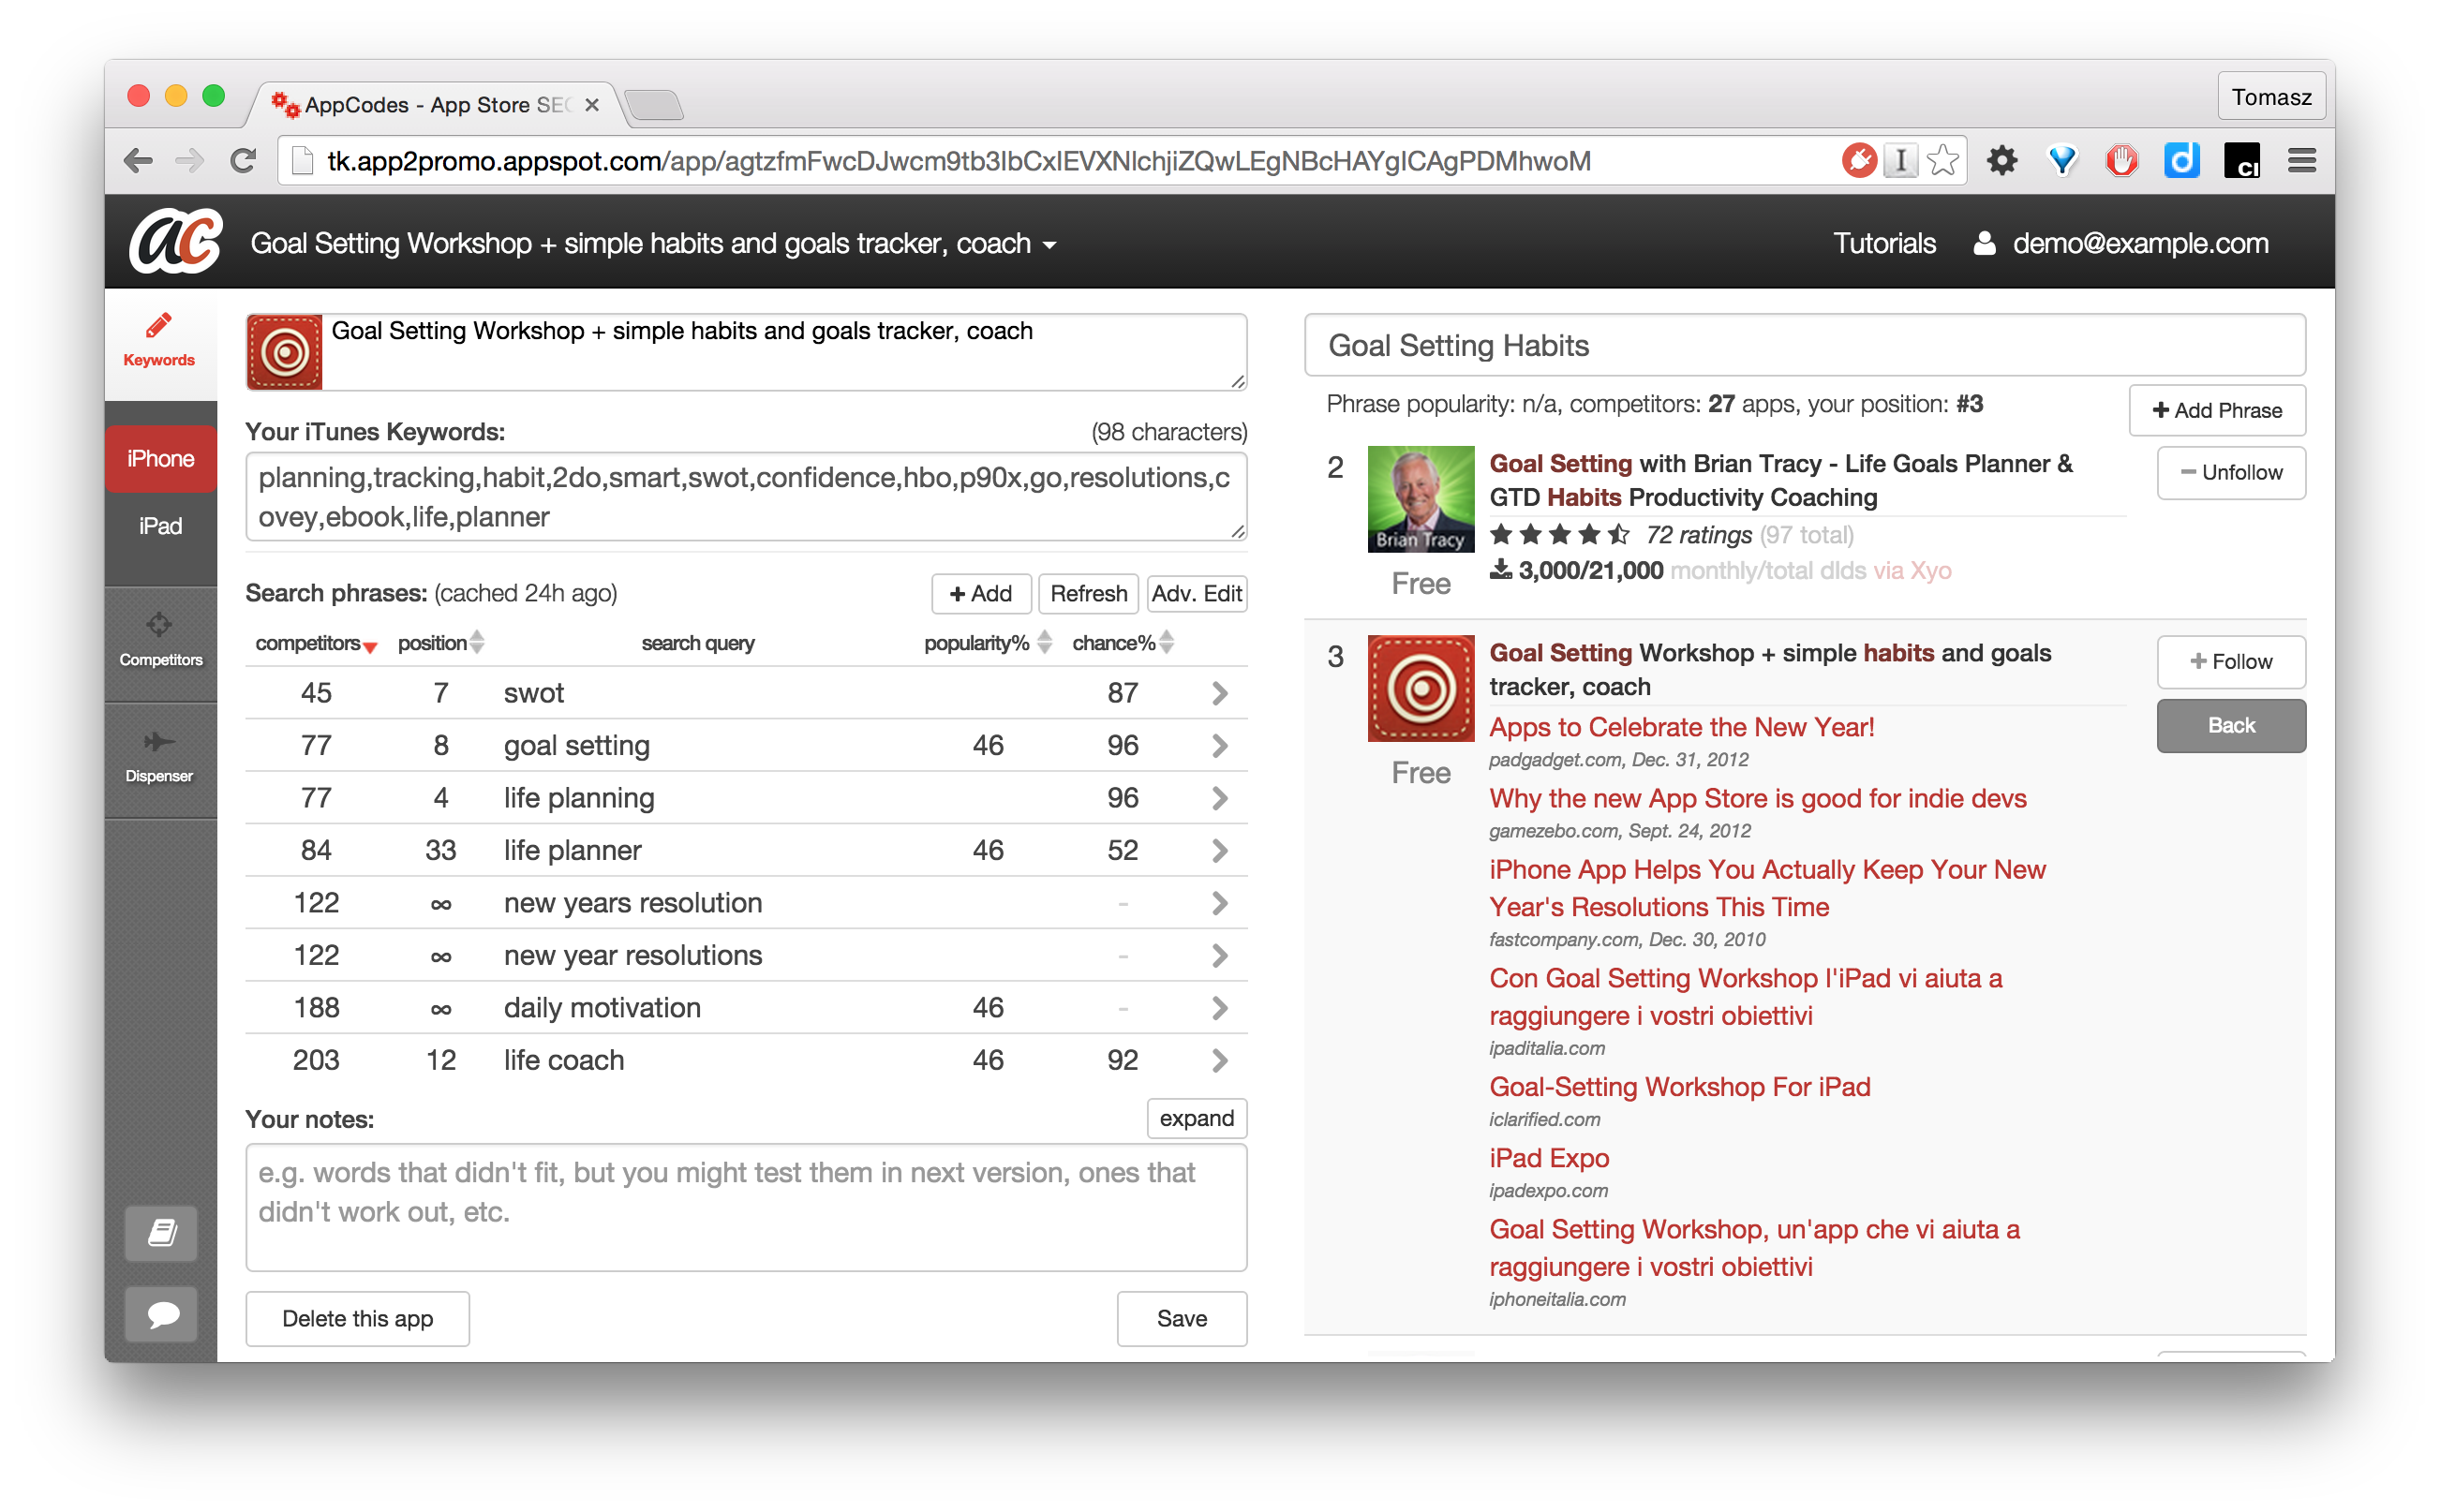 AppCodes - App Store SEO
Tomasz
tk.app2promo.appspot.com/app/agtzfmFwcDJwcm9tb3IbCxIEVXNlchjiZQwLEgNBcHAYgICAgPDMhwoM
ac
Goal Setting Workshop + simple habits and goals tracker, coach
Tutorials
demo@example.com
Keywords
iPhone
iPad
Competitors
Dispenser
Goal Setting Workshop + simple habits and goals tracker, coach
Your iTunes Keywords:
(98 characters)
planning,tracking,habit,2do,smart,swot,confidence,hbo,p90x,go,resolutions,c
ovey,ebook,life,planner
Search phrases: (cached 24h ago)
+ Add
Refresh
Adv. Edit
competitors position search query popularity% chance%
45 7 swot 87
77 8 goal setting 46 96
77 4 life planning 96
84 33 life planner 46 52
122 ∞ new years resolution -
122 ∞ new year resolutions -
188 ∞ daily motivation 46 -
203 12 life coach 46 92
Your notes:
expand
e.g. words that didn't fit, but you might test them in next version, ones that
didn't work out, etc.
Delete this app
Save
Goal Setting Habits
Phrase popularity: n/a, competitors: 27 apps, your position: #3
+ Add Phrase
2
Brian Tracy
Free
Goal Setting with Brian Tracy - Life Goals Planner &
GTD Habits Productivity Coaching
72 ratings (97 total)
3,000/21,000 monthly/total dlds via Xyo
Unfollow
3
Free
Goal Setting Workshop + simple habits and goals
tracker, coach
+ Follow
Back
Apps to Celebrate the New Year!
padgadget.com, Dec. 31, 2012
Why the new App Store is good for indie devs
gamezebo.com, Sept. 24, 2012
iPhone App Helps You Actually Keep Your New
Year's Resolutions This Time
fastcompany.com, Dec. 30, 2010
Con Goal Setting Workshop l'iPad vi aiuta a
raggiungere i vostri obiettivi
ipaditalia.com
Goal-Setting Workshop For iPad
iclarified.com
iPad Expo
ipadexpo.com
Goal Setting Workshop, un'app che vi aiuta a
raggiungere i vostri obiettivi
iphoneitalia.com